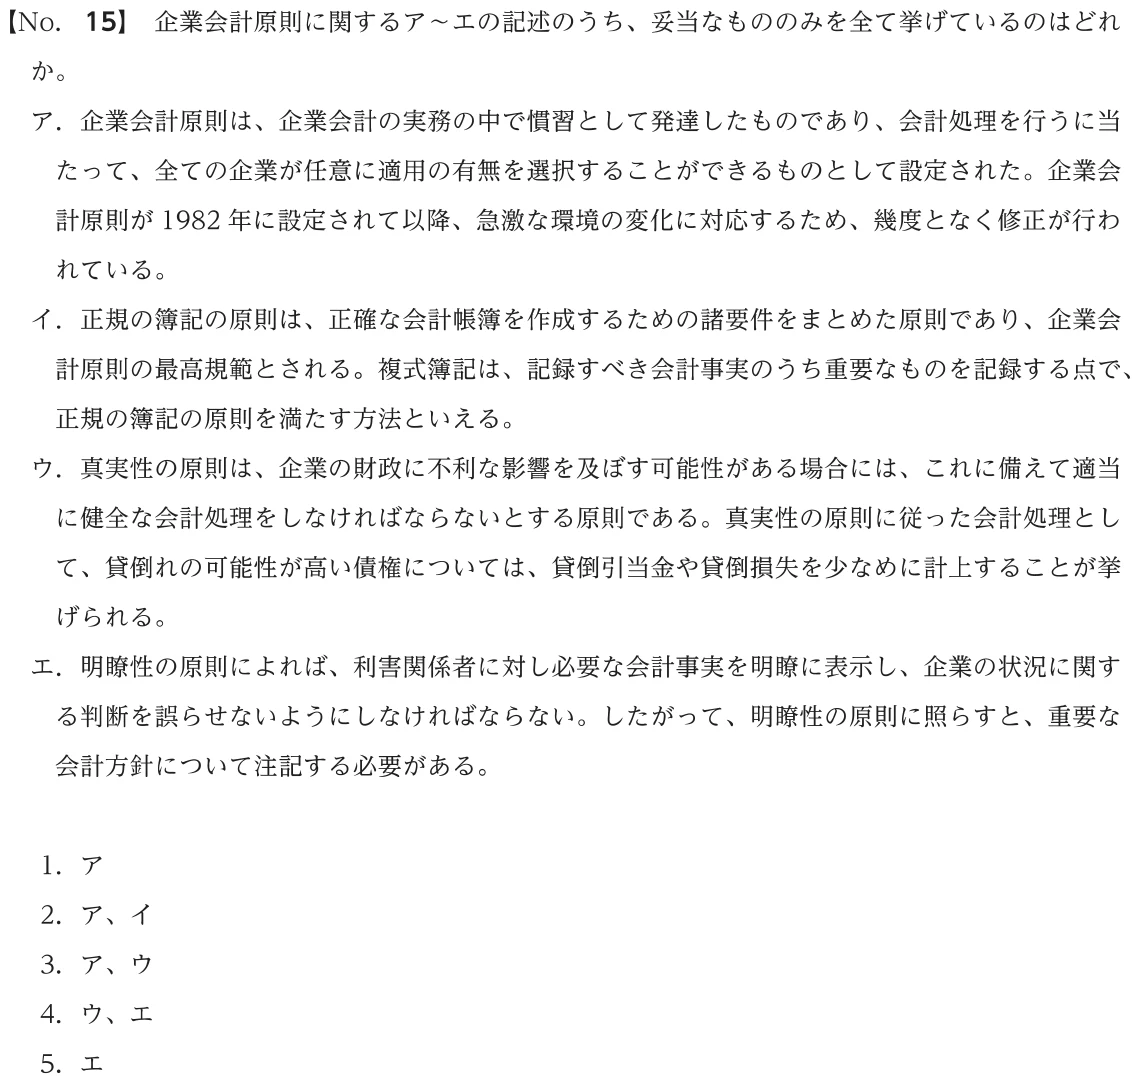 【No. 15】 企業会計原則に関するア～エの記述のうち、妥当なもののみを全て挙げているのはどれ
か。
ア．企業会計原則は、企業会計の実務の中で慣習として発達したものであり、会計処理を行うに当
たって、全ての企業が任意に適用の有無を選択することができるものとして設定された。企業会
計原則が 1982 年に設定されて以降、急激な環境の変化に対応するため、幾度となく修正が行わ
れている。
イ．正規の簿記の原則は、正確な会計帳簿を作成するための諸要件をまとめた原則であり、企業会
計原則の最高規範とされる。複式簿記は、記録すべき会計事実のうち重要なものを記録する点で、
正規の簿記の原則を満たす方法といえる。
ウ．真実性の原則は、企業の財政に不利な影響を及ぼす可能性がある場合には、これに備えて適当
に健全な会計処理をしなければならないとする原則である。真実性の原則に従った会計処理とし
て、貸倒れの可能性が高い債権については、貸倒引当金や貸倒損失を少なめに計上することが挙
げられる。
エ．明瞭性の原則によれば、利害関係者に対し必要な会計事実を明瞭に表示し、企業の状況に関す
る判断を誤らせないようにしなければならない。したがって、明瞭性の原則に照らすと、重要な
会計方針について注記する必要がある。
1．ア
2．ア、イ
3．ア、ウ
4．ウ、エ
5．エ